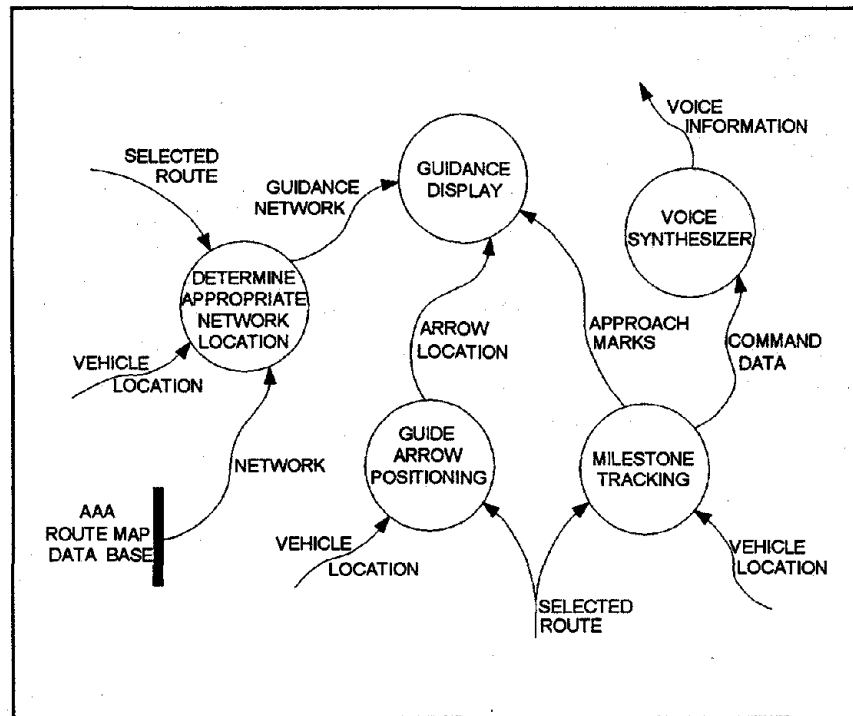 VOICE
INFORMATION
SELECTED
ROUTE
GUIDANCE
NETWORK
GUIDANCE
DISPLAY
VOICE
SYNTHESIZER
DETERMINE
APPROPRIATE
NETWORK
LOCATION
ARROW
LOCATION
APPROACH
MARKS
COMMAND
DATA
VEHICLE
LOCATION
NETWORK
GUIDE
ARROW
POSITIONING
MILESTONE
TRACKING
AAA
ROUTE MAP
DATA BASE
VEHICLE
LOCATION
VEHICLE
LOCATION
SELECTED
ROUTE